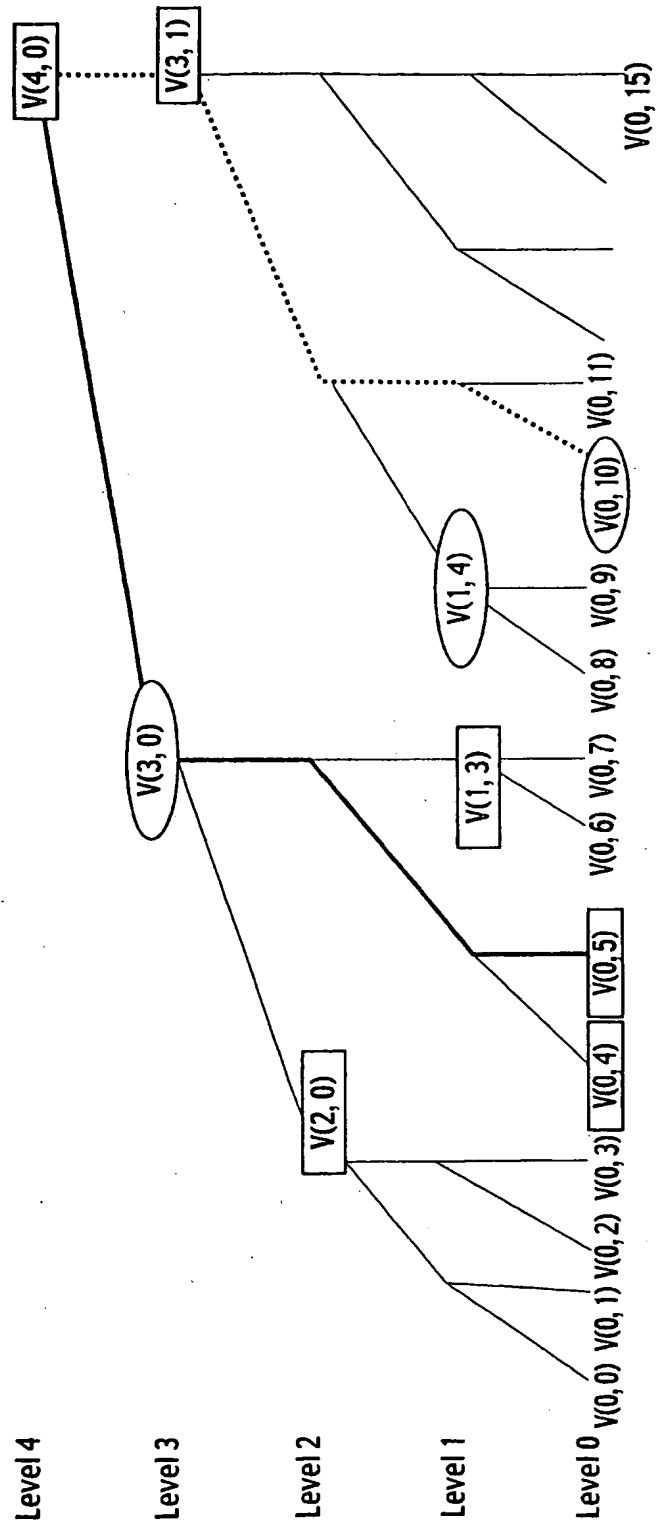 Level 4
V(4, 0)
Level 3
V(3, 0)
V(3, 1)
Level 2
V(2, 0)
Level 1
V(1, 3)
V(1, 4)
Level 0
V(0, 0)
V(0, 1)
V(0, 2)
V(0, 3)
V(0, 4)
V(0, 5)
V(0, 6)
V(0, 7)
V(0, 8)
V(0, 9)
V(0, 10)
V(0, 11)
V(0, 15)